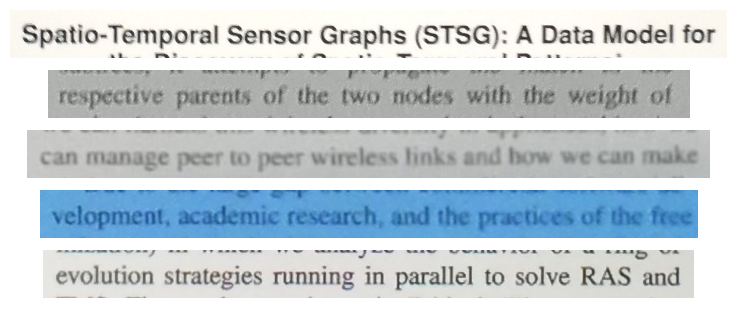 Spatio-Temporal Sensor Graphs (STSG): A Data Model for
respective parents of the two nodes with the weight of
can manage peer to peer wireless links and how we can make
velopment, academic research, and the practices of the free
evolution strategies running in parallel to solve RAS and